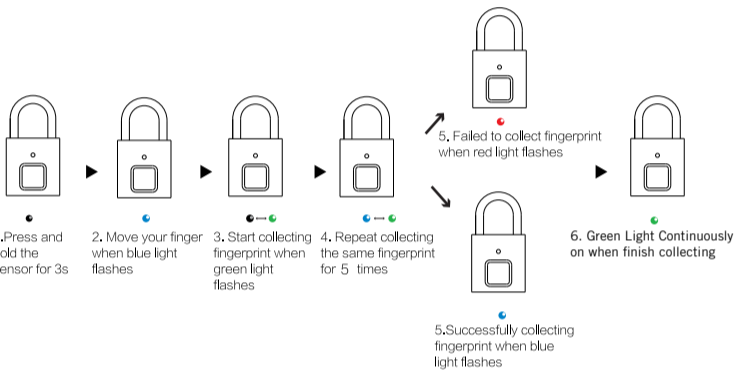 .Press and
old the
ensor for 3s
2. Move your finger
when blue light
flashes
3. Start collecting
fingerprint when
green light
flashes
4. Repeat collecting
the same fingerprint
for 5 times
5. Failed to collect fingerprint
when red light flashes
5.Successfully collecting
fingerprint when blue
light flashes
6. Green Light Continuously
on when finish collecting